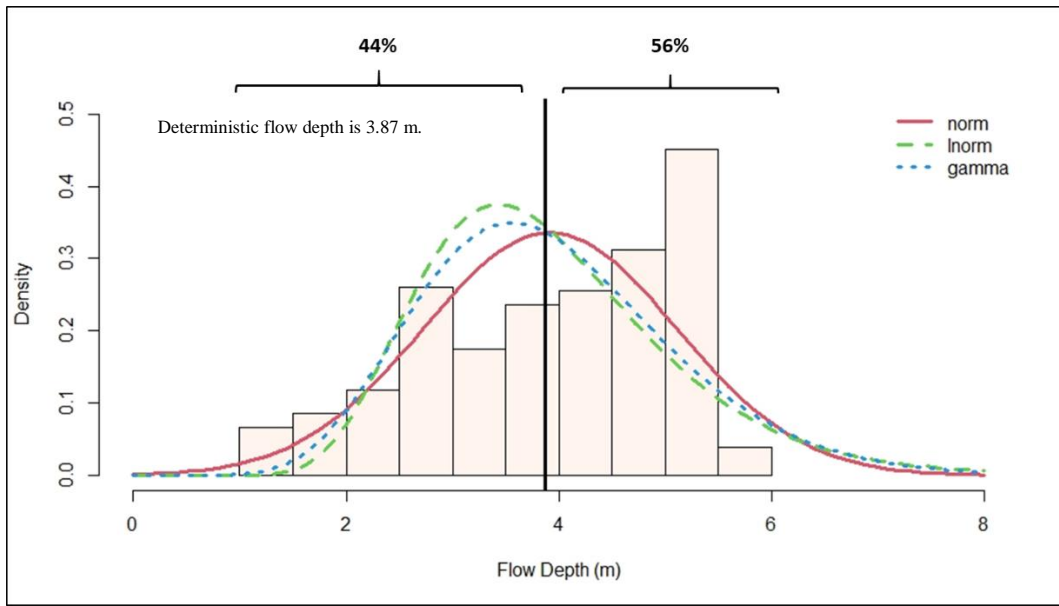 44%
56%
Deterministic flow depth is 3.87 m.
norm
lnorm
gamma
0.5
0.4
0.3
0.2
0.1
0.0
Density
0
2
4
6
8
Flow Depth (m)